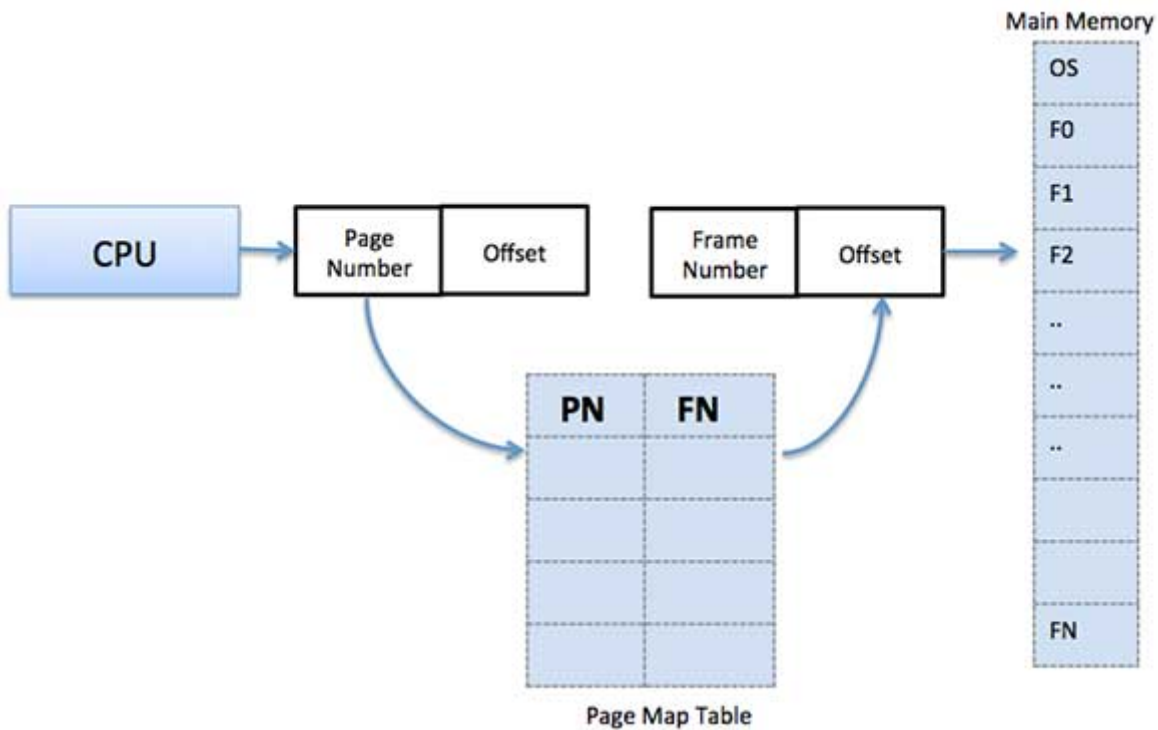 Main Memory
OS
F0
F1
F2
..
..
..
FN
CPU
Page
Number
Offset
Frame
Number
Offset
PN
FN
Page Map Table